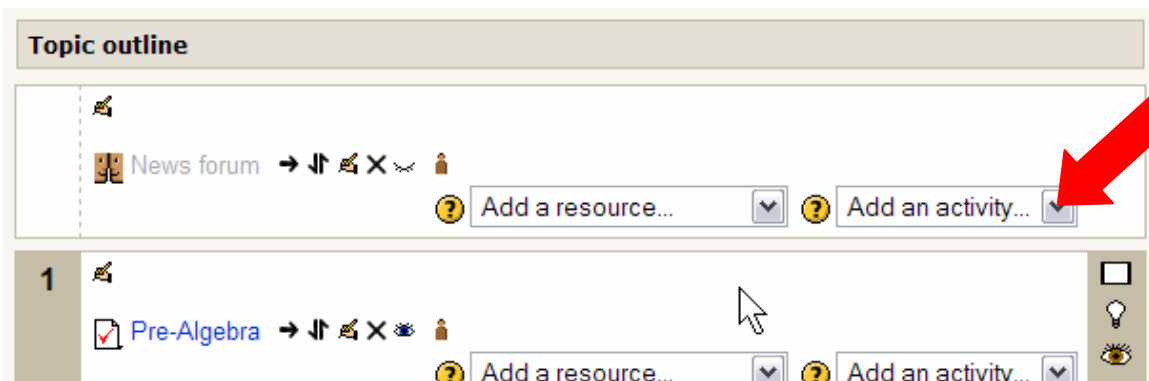 Topic outline
News forum
Add a resource... Add an activity...
1
Pre-Algebra
Add a resource... Add an activity...